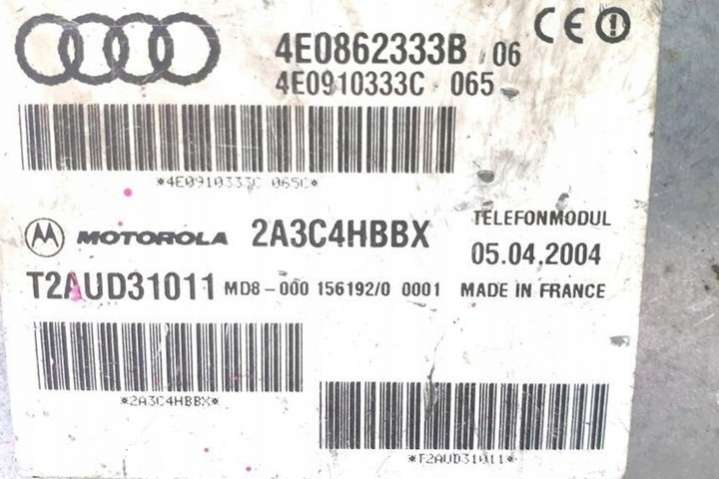 4E0862333B 06
4E0910333C 065
*4E0910333C 065C*
MOTOROLA 2A3C4HBBX TELEFONMODUL
05.04.2004
T2AUD31011 MD8-000 156192/0 0001 MADE IN FRANCE
*2A3C4HBBX*
*T2AUD31011*